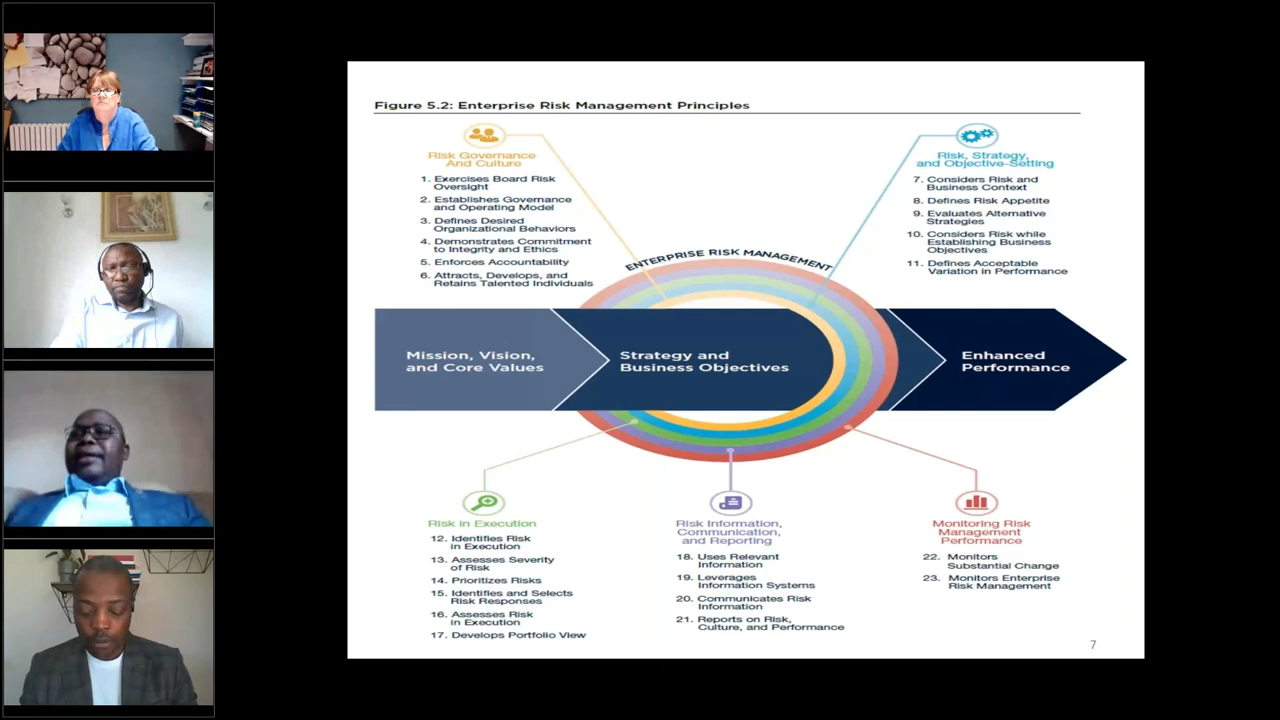 Figure 5.2: Enterprise Risk Management Principles
Risk Governance
And Culture
1. Exercises Board Risk
Oversight
2. Establishes Governance
and Operating Model
3. Defines Desired
Organizational Behaviors
4. Demonstrates Commitment
to Integrity and Ethics
5. Enforces Accountability
6. Attracts, Develops, and
Retains Talented Individuals
Risk, Strategy,
and Objective-Setting
7. Considers Risk and
Business Context
8. Defines Risk Appetite
9. Evaluates Alternative
Strategies
10. Considers Risk while
Establishing Business
Objectives
11. Defines Acceptable
Variation in Performance
ENTERPRISE RISK MANAGEMENT
Mission, Vision,
and Core Values
Strategy and
Business Objectives
Enhanced
Performance
Risk in Execution
12. Identifies Risk
in Execution
13. Assesses Severity
of Risk
14. Prioritizes Risks
15. Identifies and Selects
Risk Responses
16. Assesses Risk
in Execution
17. Develops Portfolio View
Risk Information,
Communication,
and Reporting
18. Uses Relevant
Information
19. Leverages
Information Systems
20. Communicates Risk
Information
21. Reports on Risk,
Culture, and Performance
Monitoring Risk
Management
Performance
22. Monitors
Substantial Change
23. Monitors Enterprise
Risk Management
7